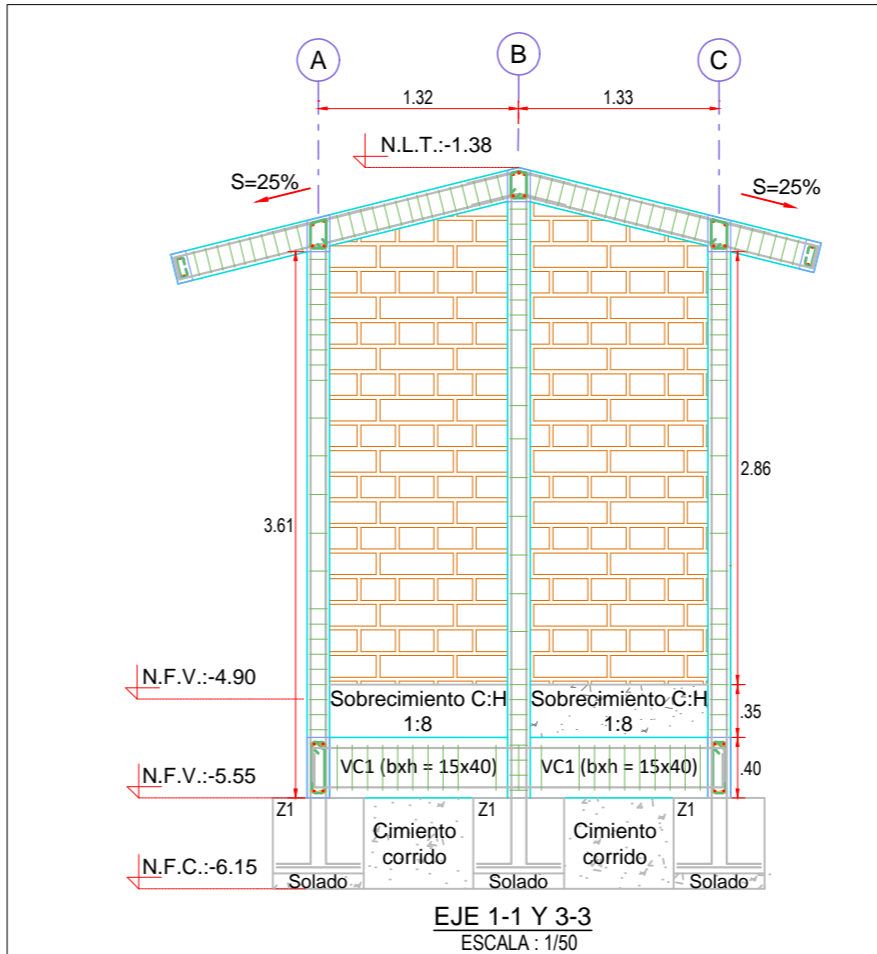 A
B
C
1.32
1.33
N.L.T.:-1.38
S=25%
S=25%
3.61
2.86
N.F.V.:-4.90
Sobrecimiento C:H
1:8
Sobrecimiento C:H
1:8
.35
VC1 (bxh = 15x40)
VC1 (bxh = 15x40)
.40
N.F.V.:-5.55
Z1
Z1
Z1
Cimiento
corrido
Cimiento
corrido
N.F.C.:-6.15
Solado
Solado
Solado
EJE 1-1 Y 3-3
ESCALA : 1/50